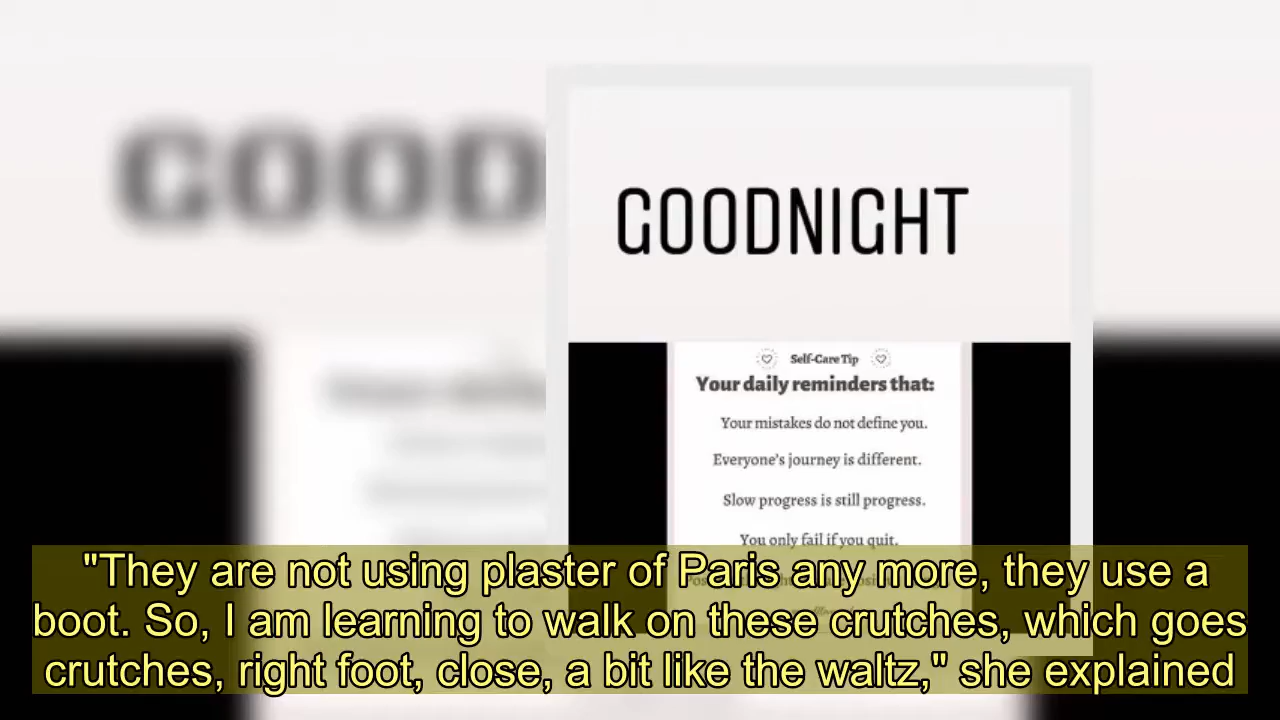 GOOD
GOODNIGHT
Self-Care Tip
Your daily reminders that:
Your mistakes do not define you.
Everyone's journey is different.
Slow progress is still progress.
You only fail if you quit.
"They are not using plaster of Paris any more, they use a
boot. So, I am learning to walk on these crutches, which goes
crutches, right foot, close, a bit like the waltz," she explained